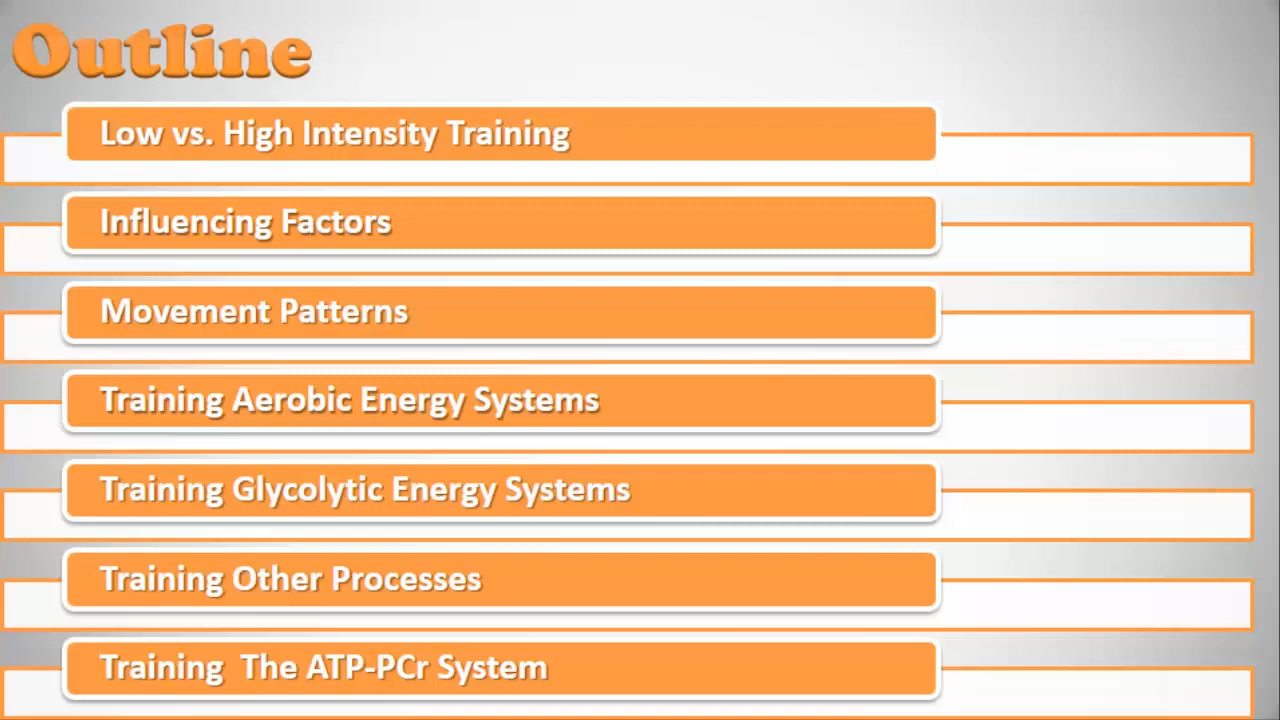 Outline
Low vs. High Intensity Training
Influencing Factors
Movement Patterns
Training Aerobic Energy Systems
Training Glycolytic Energy Systems
Training Other Processes
Training  The ATP-PCr System